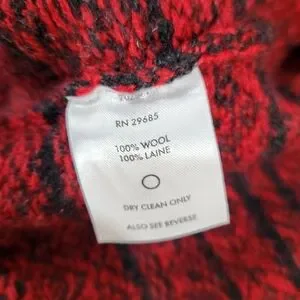 RN 29685
100% WOOL
100% LAINE
DRY CLEAN ONLY
ALSO SEE REVERSE